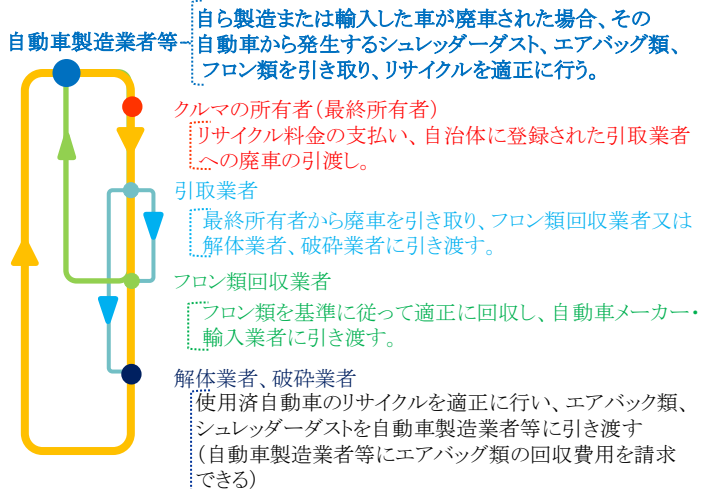 自動車製造業者等
自ら製造または輸入した車が廃車された場合、その
自動車から発生するシュレッダーダスト、エアバッグ類、
フロン類を引き取り、リサイクルを適正に行う。
クルマの所有者（最終所有者）
リサイクル料金の支払い、自治体に登録された引取業者
への廃車の引渡し。
引取業者
最終所有者から廃車を引き取り、フロン類回収業者又は
解体業者、破砕業者に引き渡す。
フロン類回収業者
フロン類を基準に従って適正に回収し、自動車メーカー・
輸入業者に引き渡す。
解体業者、破砕業者
使用済自動車のリサイクルを適正に行い、エアバック類、
シュレッダーダストを自動車製造業者等に引き渡す
（自動車製造業者等にエアバッグ類の回収費用を請求
できる）